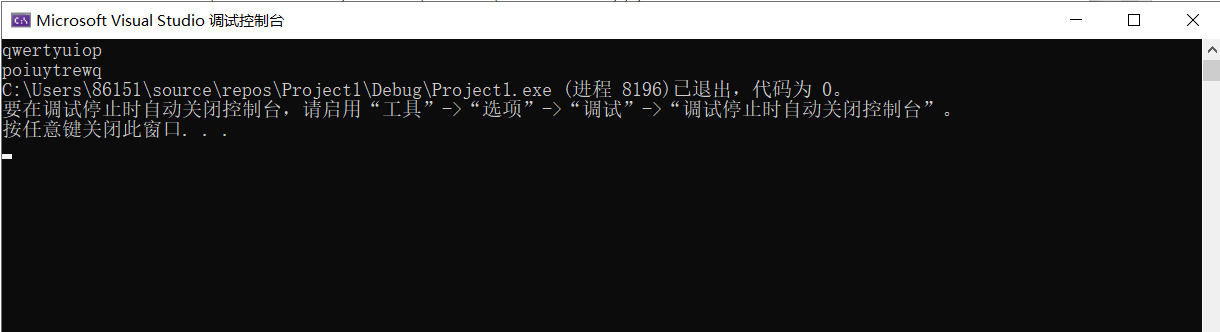 Microsoft Visual Studio 调试控制台
qwertyuiop
poiuytrewq
C:\Users\86151\source\repos\Project1\Debug\Project1.exe (进程 8196)已退出，代码为 0。
要在调试停止时自动关闭控制台，请启用“工具”->“选项”->“调试”->“调试停止时自动关闭控制台”。
按任意键关闭此窗口. . .